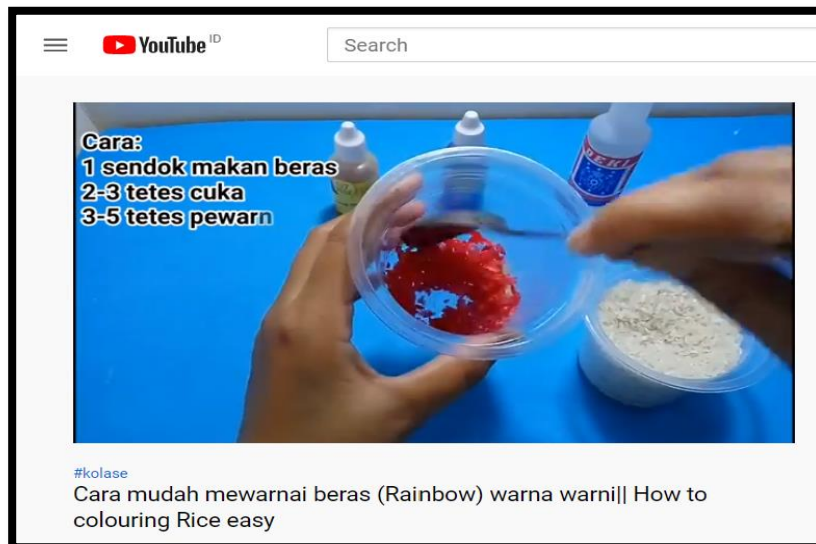 YouTube ID
Search
Cara:
1 sendok makan beras
2-3 tetes cuka
3-5 tetes pewarn
#kolase
Cara mudah mewarnai beras (Rainbow) warna warni|| How to
colouring Rice easy